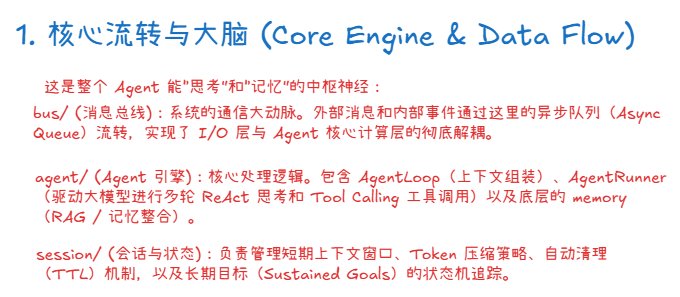 1. 核心流转与大脑 (Core Engine & Data Flow)
这是整个 Agent 能"思考"和"记忆"的中枢神经：
bus/ (消息总线)：系统的通信大动脉。外部消息和内部事件通过这里的异步队列（Async
Queue）流转，实现了 I/O 层与 Agent 核心计算层的彻底解耦。
agent/ (Agent 引擎)：核心处理逻辑。包含 AgentLoop（上下文组装）、AgentRunner
（驱动大模型进行多轮 ReAct 思考和 Tool Calling 工具调用）以及底层的 memory
（RAG / 记忆整合）。
session/ (会话与状态)：负责管理短期上下文窗口、Token 压缩策略、自动清理
（TTL）机制，以及长期目标（Sustained Goals）的状态机追踪。